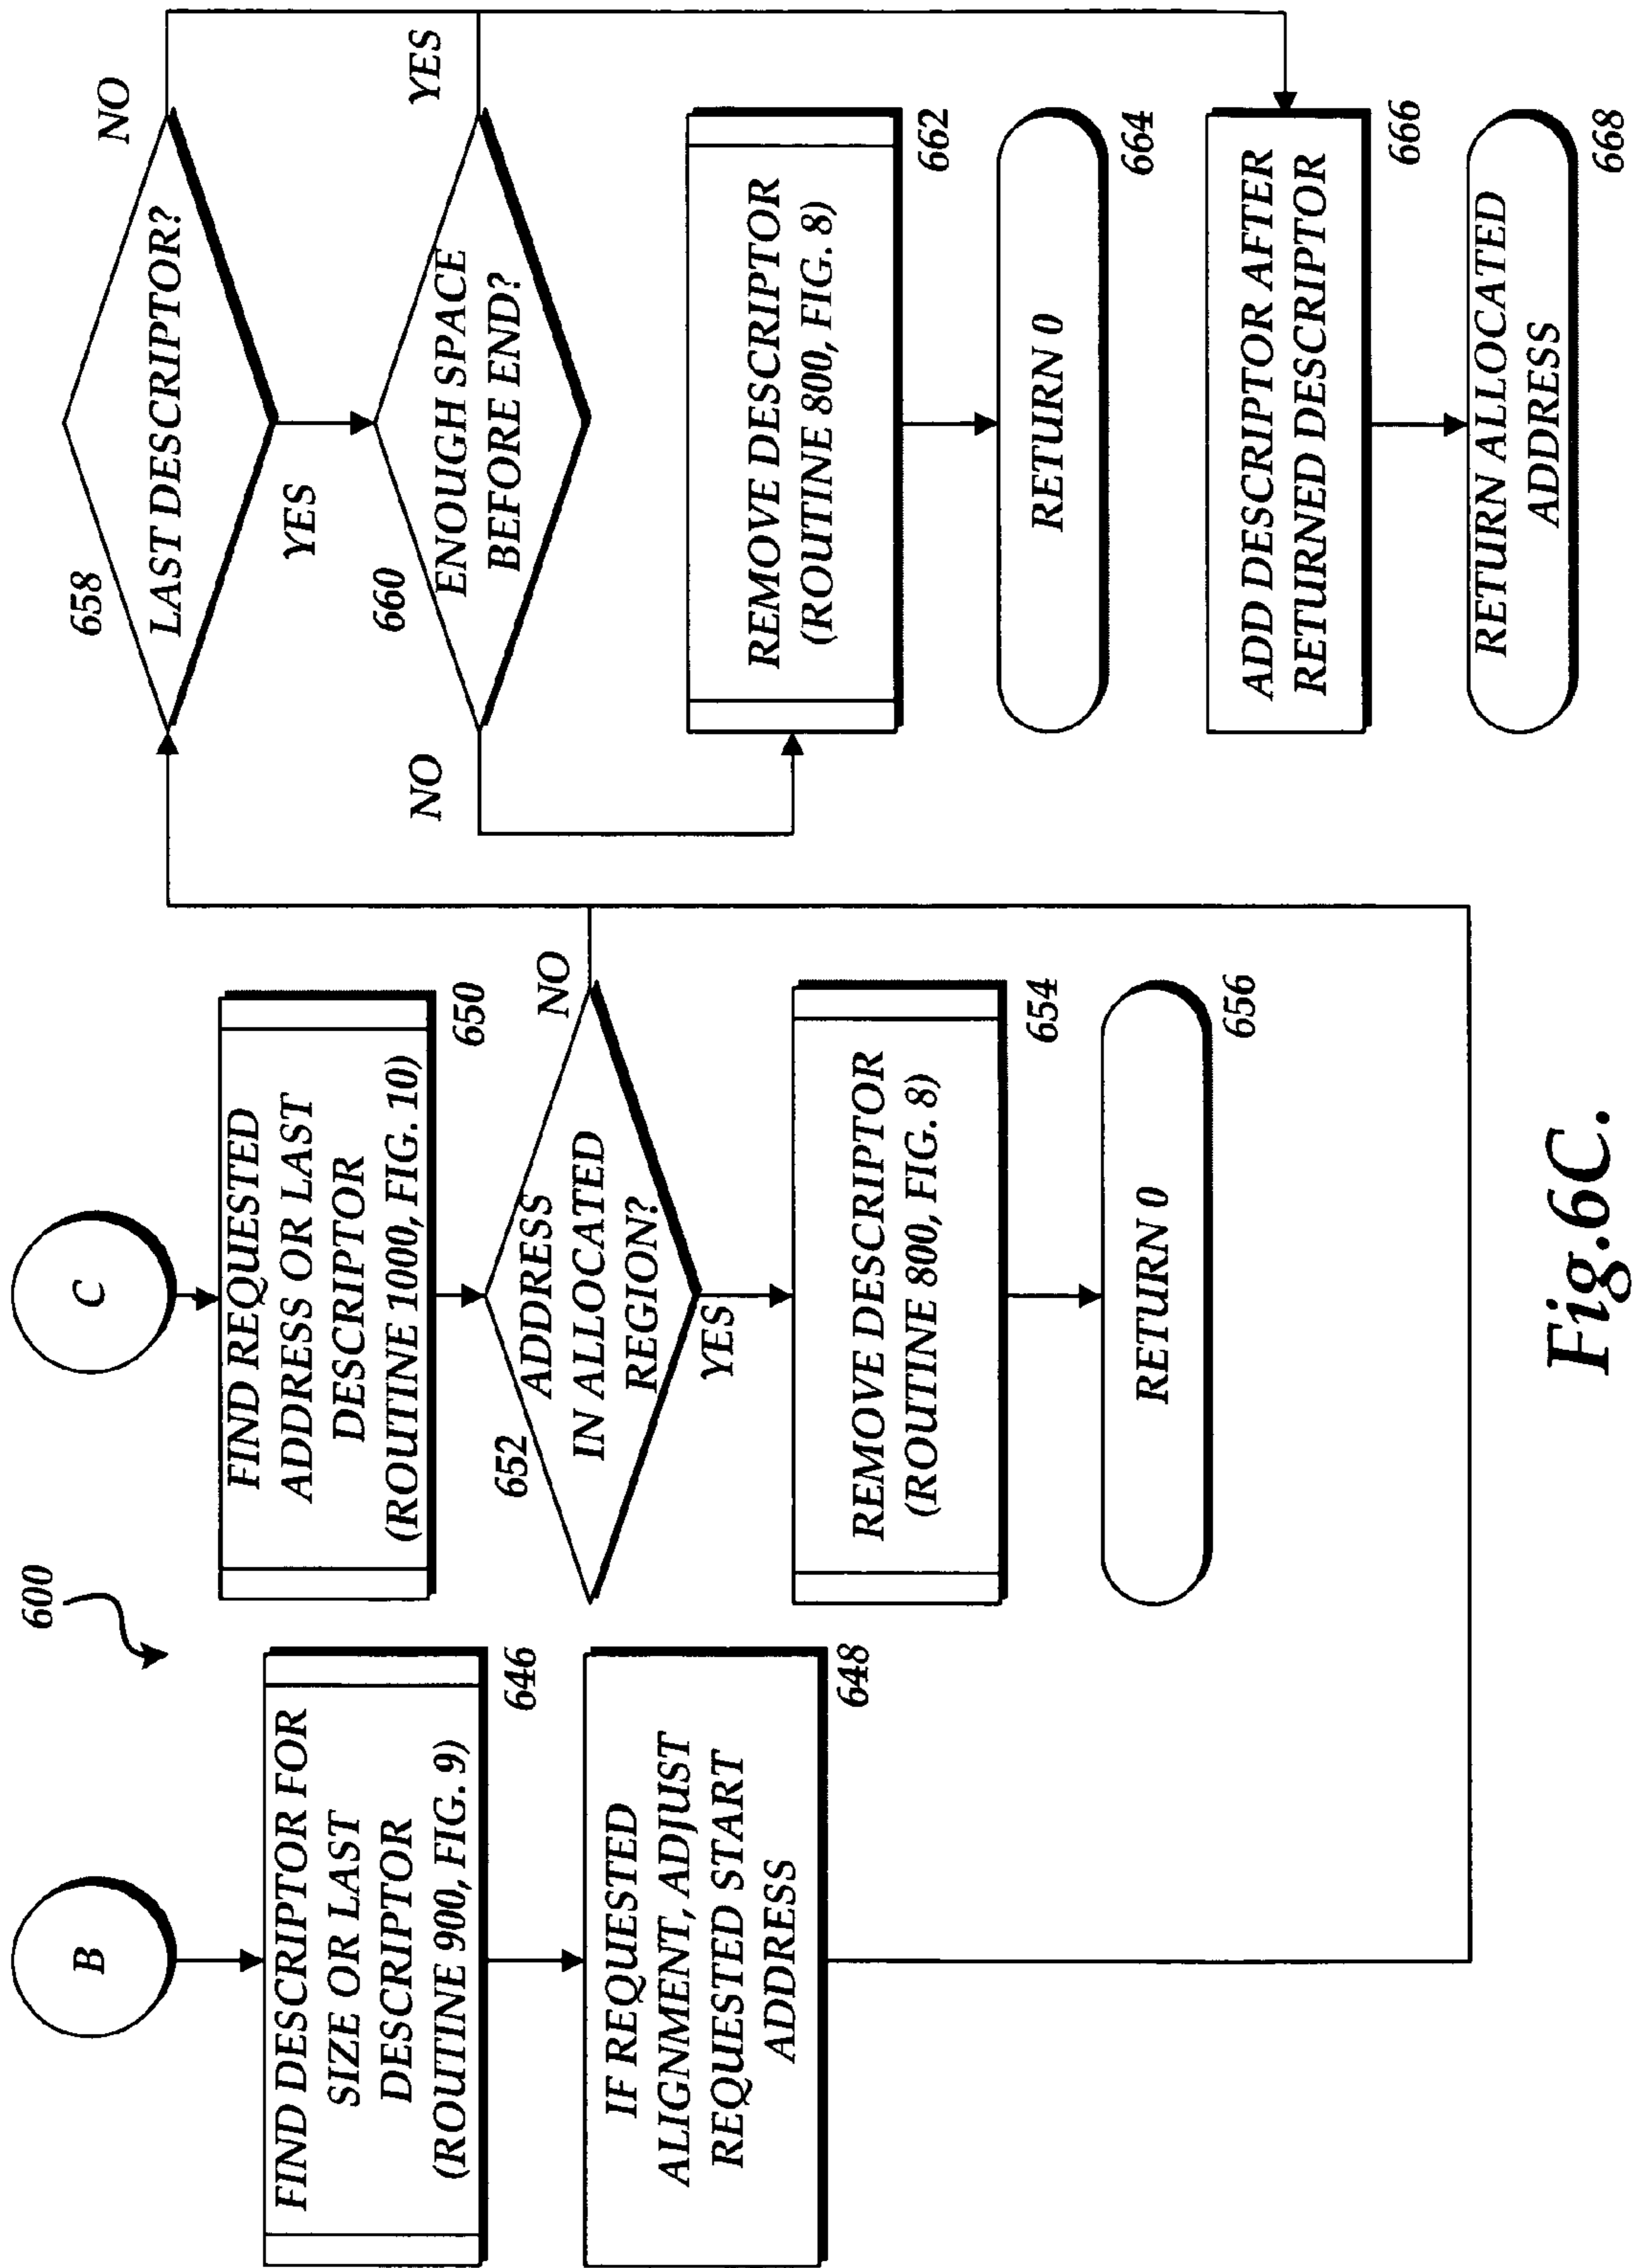 600
B
FIND DESCRIPTOR FOR
SIZE OR LAST
DESCRIPTOR
(ROUTINE 900, FIG. 9)
646
IF REQUESTED
ALIGNMENT, ADJUST
REQUESTED START
ADDRESS
648
C
FIND REQUESTED
ADDRESS OR LAST
DESCRIPTOR
(ROUTINE 1000, FIG. 10)
650
652
ADDRESS
IN ALLOCATED
REGION?
NO
YES
REMOVE DESCRIPTOR
(ROUTINE 800, FIG. 8)
654
RETURN 0
656
658
LAST DESCRIPTOR?
NO
YES
660
ENOUGH SPACE
BEFORE END?
YES
NO
REMOVE DESCRIPTOR
(ROUTINE 800, FIG. 8)
662
RETURN 0
664
ADD DESCRIPTOR AFTER
RETURNED DESCRIPTOR
666
RETURN ALLOCATED
ADDRESS
668
Fig.6C.